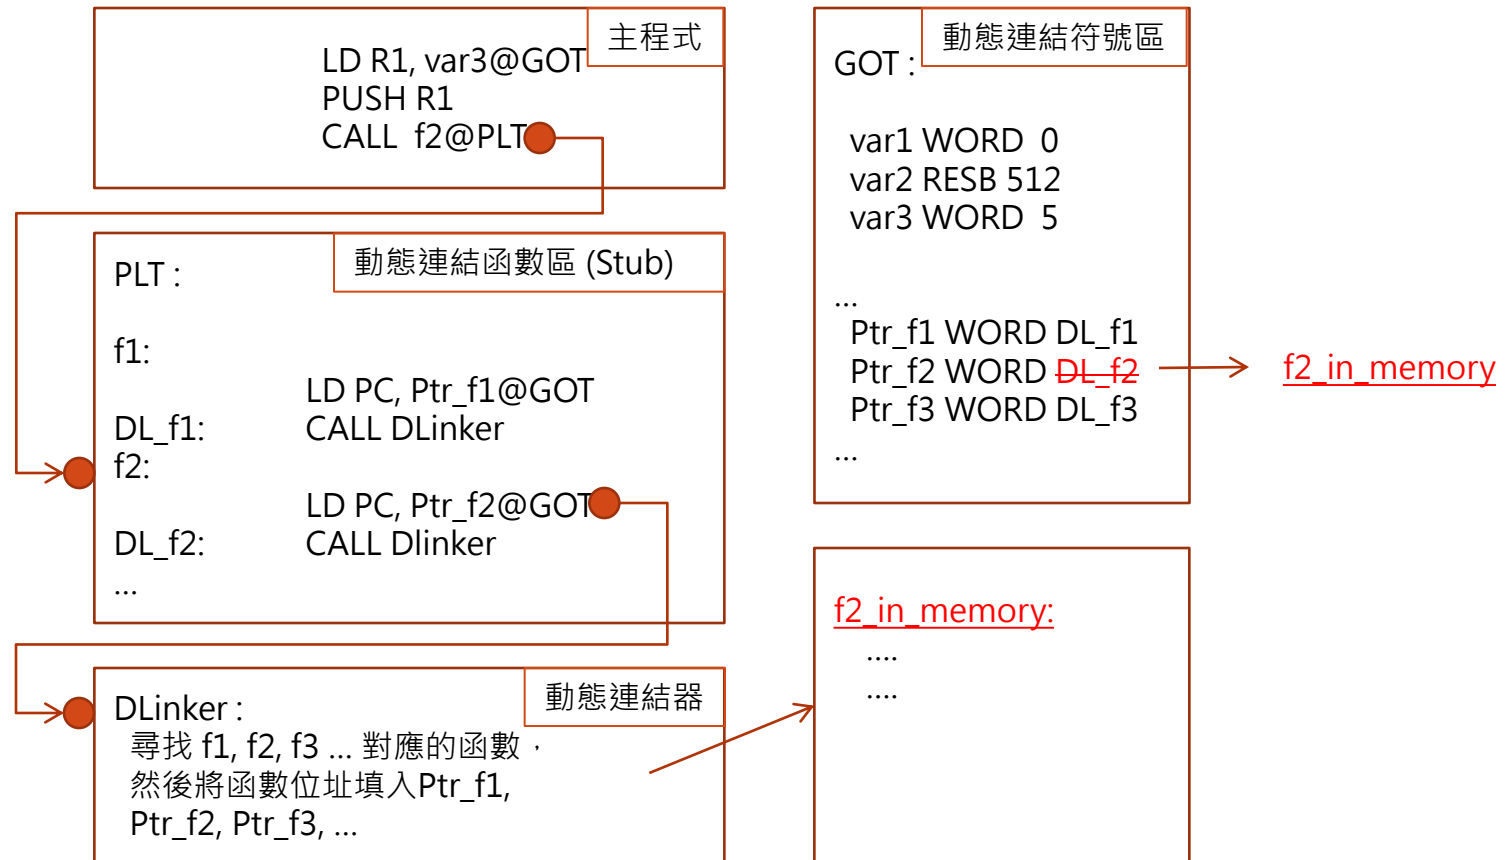 主程式
LD R1, var3@GOT
PUSH R1
CALL f2@PLT
動態連結函數區 (Stub)
PLT :
f1:
LD PC, Ptr_f1@GOT
DL_f1: CALL DLinker
f2:
LD PC, Ptr_f2@GOT
DL_f2: CALL Dlinker
...
動態連結器
DLinker :
尋找 f1, f2, f3 ... 對應的函數，
然後將函數位址填入Ptr_f1,
Ptr_f2, Ptr_f3, ...
動態連結符號區
GOT :
var1 WORD 0
var2 RESB 512
var3 WORD 5
...
Ptr_f1 WORD DL_f1
Ptr_f2 WORD DL_f2
f2_in_memory
Ptr_f3 WORD DL_f3
...
f2_in_memory:
....
....